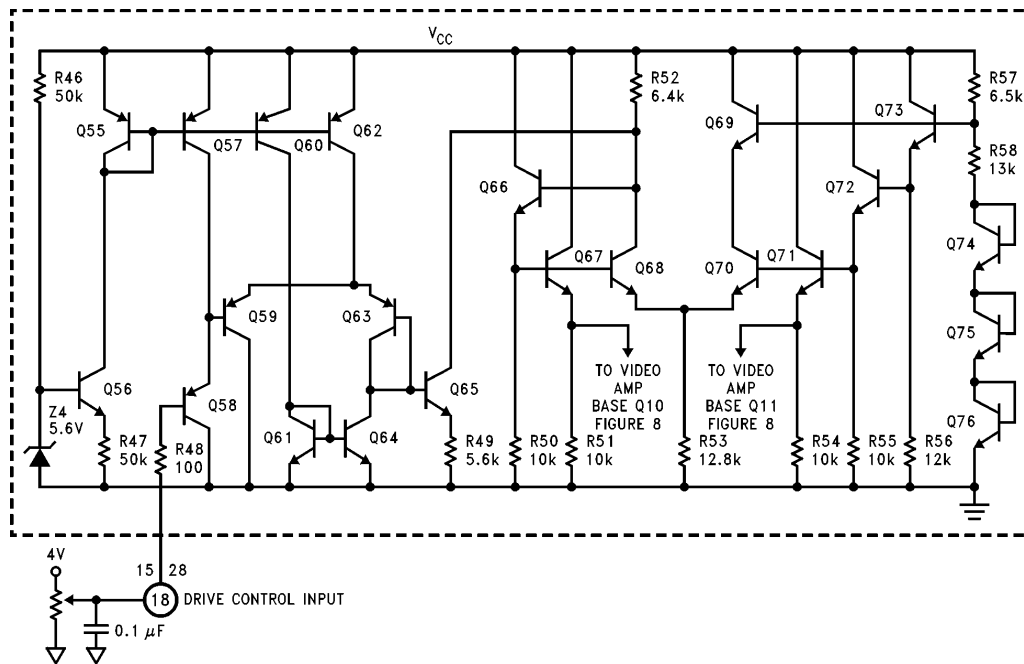 VCC
R46
50k
Q55
Q57
Q60
Q62
R52
6.4k
Q69
Q73
R57
6.5k
R58
13k
Q66
Q72
Q74
Q67
Q68
Q70
Q71
Q59
Q63
Q75
Q56
Q65
TO VIDEO
AMP
BASE Q10
FIGURE 8
TO VIDEO
AMP
BASE Q11
FIGURE 8
Z4
5.6V
Q58
Q61
Q64
Q76
R47
50k
R48
100
R49
5.6k
R50
10k
R51
10k
R53
12.8k
R54
10k
R55
10k
R56
12k
4V
15 28
18 DRIVE CONTROL INPUT
0.1 μF